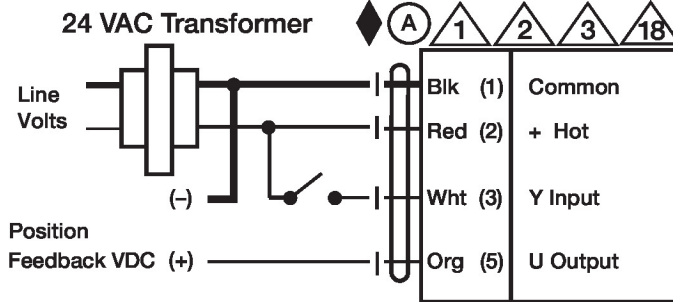 24 VAC Transformer
A 1 2 3 18
Line
Volts
Blk (1) Common
Red (2) + Hot
(–)
Wht (3) Y Input
Position
Feedback VDC (+)
Org (5) U Output